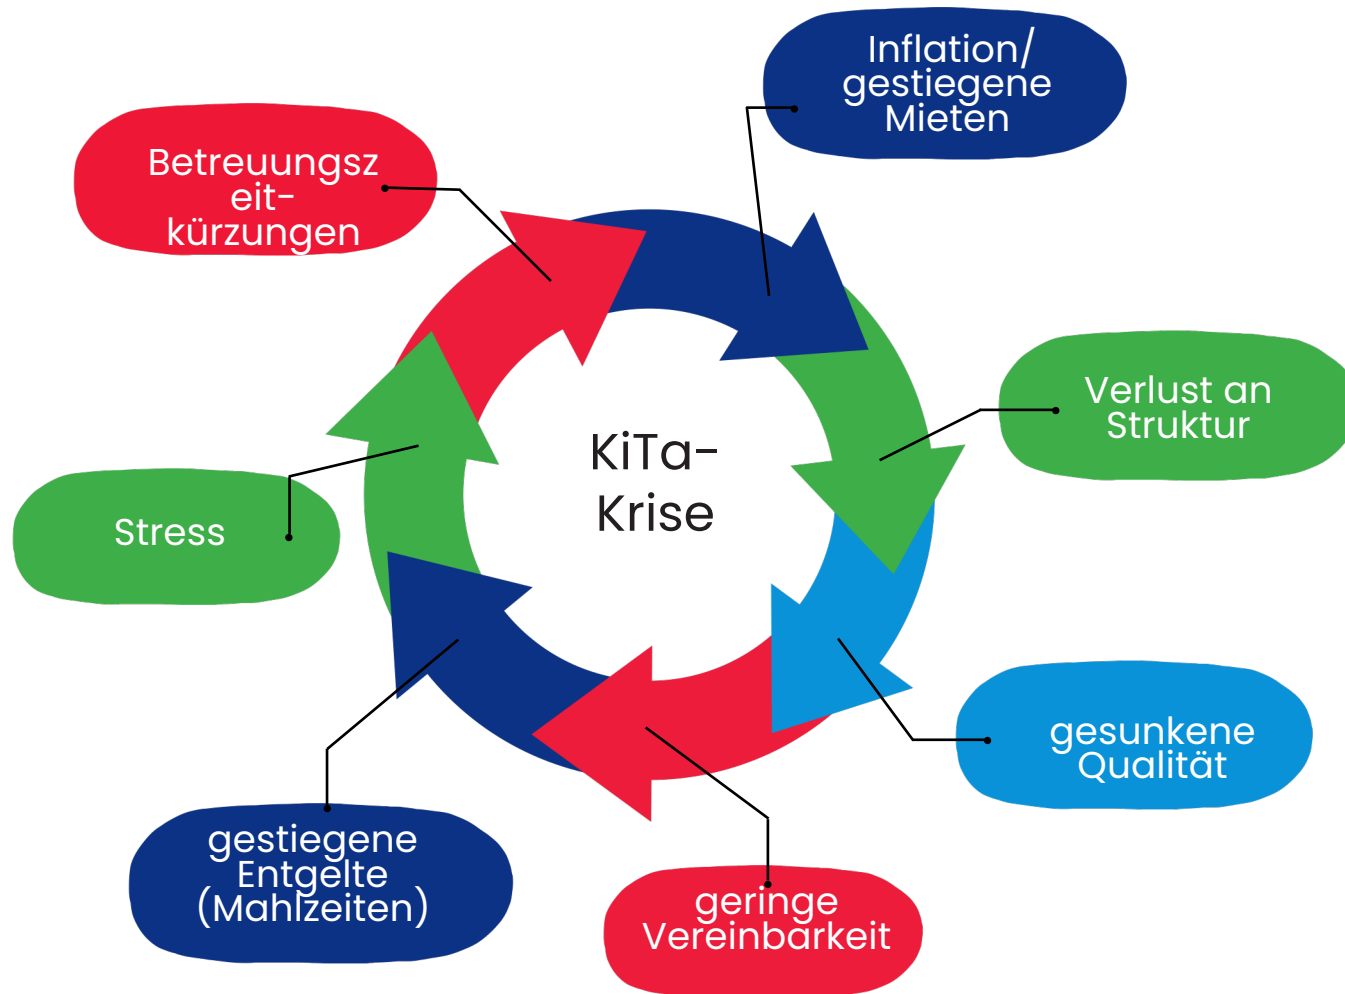 Inflation/
gestiegene
Mieten
Betreuungsz
eit-
kürzungen
Verlust an
Struktur
KiTa-
Krise
Stress
gesunkene
Qualität
gestiegene
Entgelte
(Mahlzeiten)
geringe
Vereinbarkeit